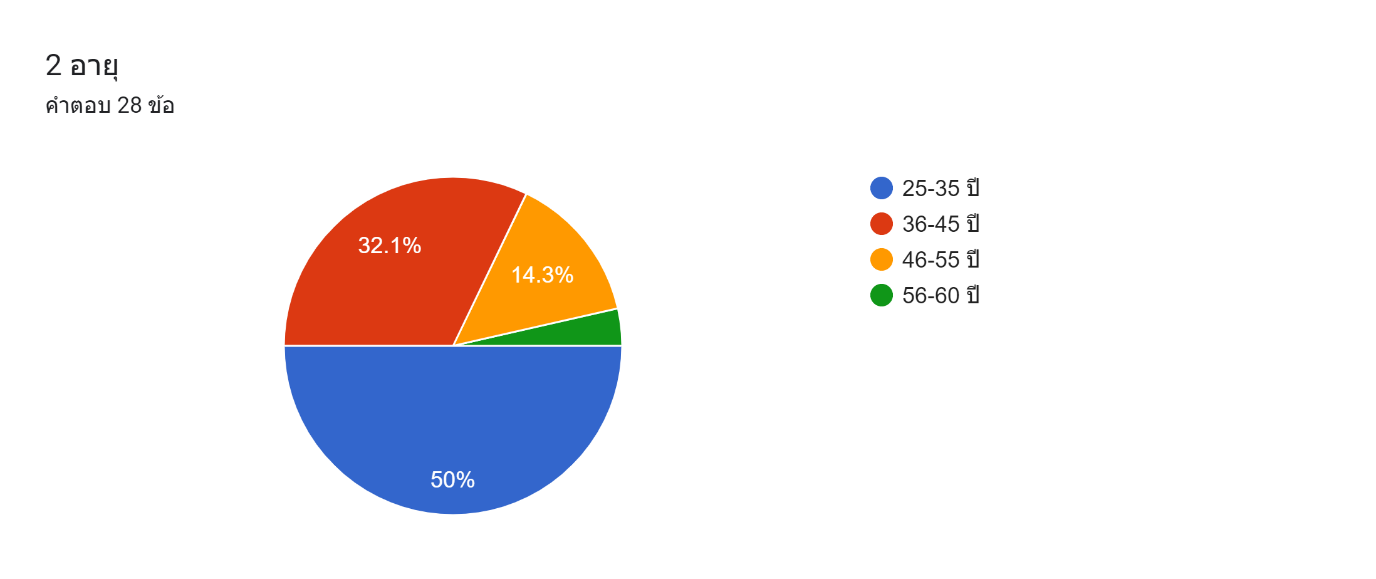 2 อายุ
คำตอบ 28 ข้อ
32.1%
14.3%
50%
25-35 ปี
36-45 ปี
46-55 ปี
56-60 ปี